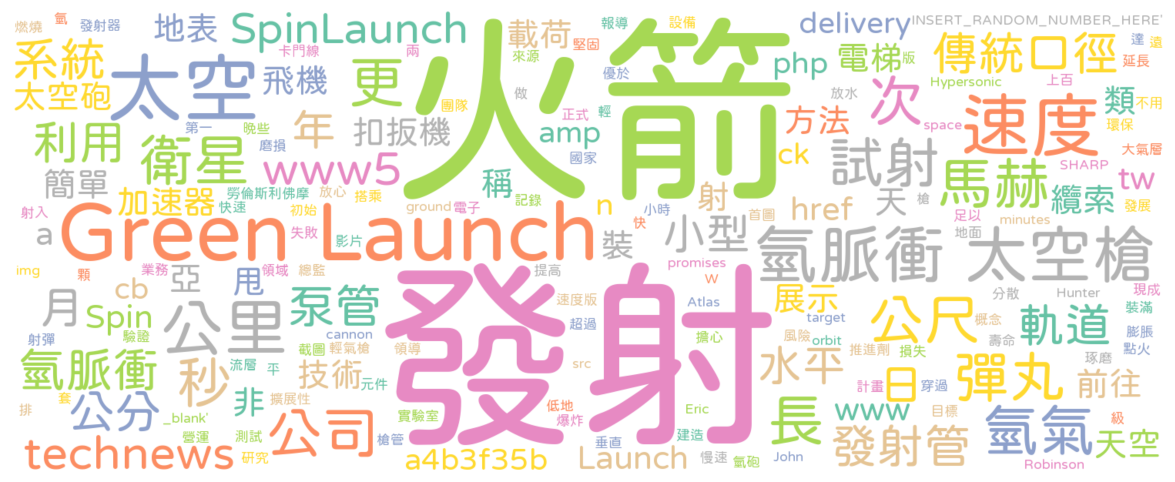 燃燒 氫 發射器 地表 SpinLaunch 卡門線 兩 火箭 報導 設備 堅固 來源 載荷 delivery INSERT_RANDOM_NUMBER_HERE' 達 遠
系統 太空 飛機 更 優於 php 電梯 版 傳統口徑 延長
太空砲 團隊 做 輕 放水 Hypersonic 上百 不用
利用 第一 晚些 年 扣扳機 正式 amp 方法 次 space 速度 類 環保
衛星 磨損 www5 國家 ck 試射 SHARP 大氣層
簡單 加速器 勞倫斯利佛摩 放心 搭乘 稱 馬赫 tw
射入 快速 初始 ground 電子 記錄 n 小時 射 首圖 href 天 槍 足以 纜索 發展
a Green Launch 失敗 影片 裝 快 小型 minutes 地面
img 顆 業務 亞 甩 領域 總監 提高 promises W 氫脈衝 太空槍
月 cb 速度版 Atlas 展示 分散 Hunter 現成
Spin 驗證 公里 泵管 發射 超過 target 公尺 概念 軌道 裝滿
射彈 cannon 擔心 風險 orbit 壽命 膨脹
氫脈衝 流層 平 秒 截圖 輕氣槍 領導 src 水平 推進劑 損失 琢磨 點火
套 技術 元件 計畫 日 穿過 彈丸 前往
排 公分 _blank' 非 擴展性 實驗室 低地 Eric 長 www 目標 級
營運 測試 公司 槍管 爆炸 垂直 建造 發射管 氫氣 天空
technews 研究 a4b3f35b Launch 慢速 氫砲 John Robinson